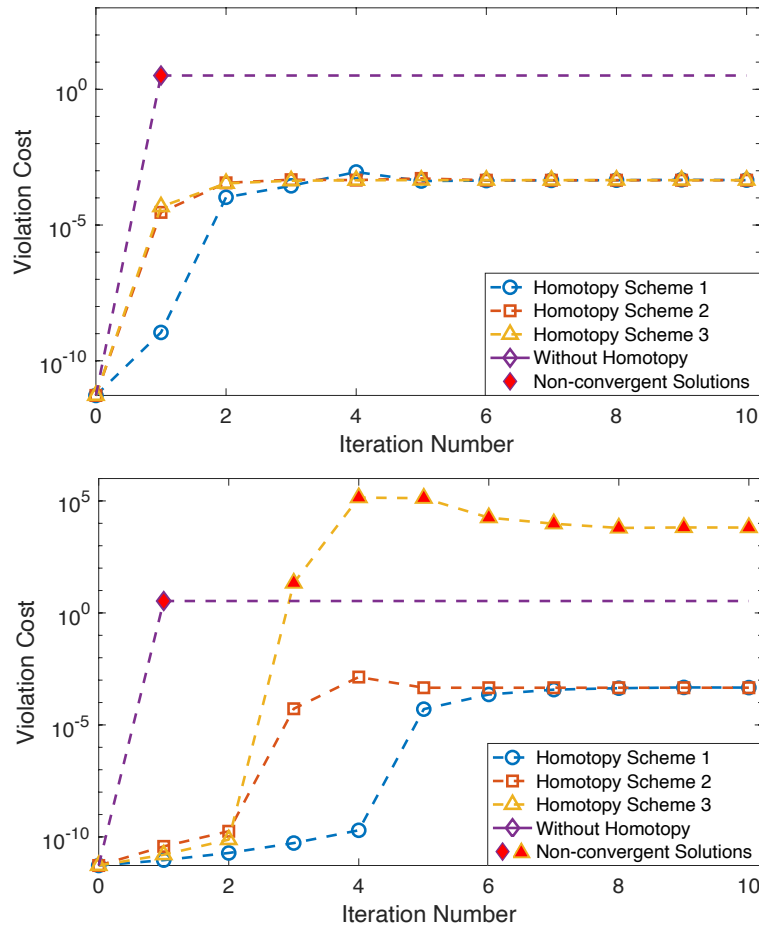 Violation Cost
10^0
10^-5
10^-10
0 2 4 6 8 10
Iteration Number
Homotopy Scheme 1
Homotopy Scheme 2
Homotopy Scheme 3
Without Homotopy
Non-convergent Solutions
Violation Cost
10^5
10^0
10^-5
10^-10
0 2 4 6 8 10
Iteration Number
Homotopy Scheme 1
Homotopy Scheme 2
Homotopy Scheme 3
Without Homotopy
Non-convergent Solutions